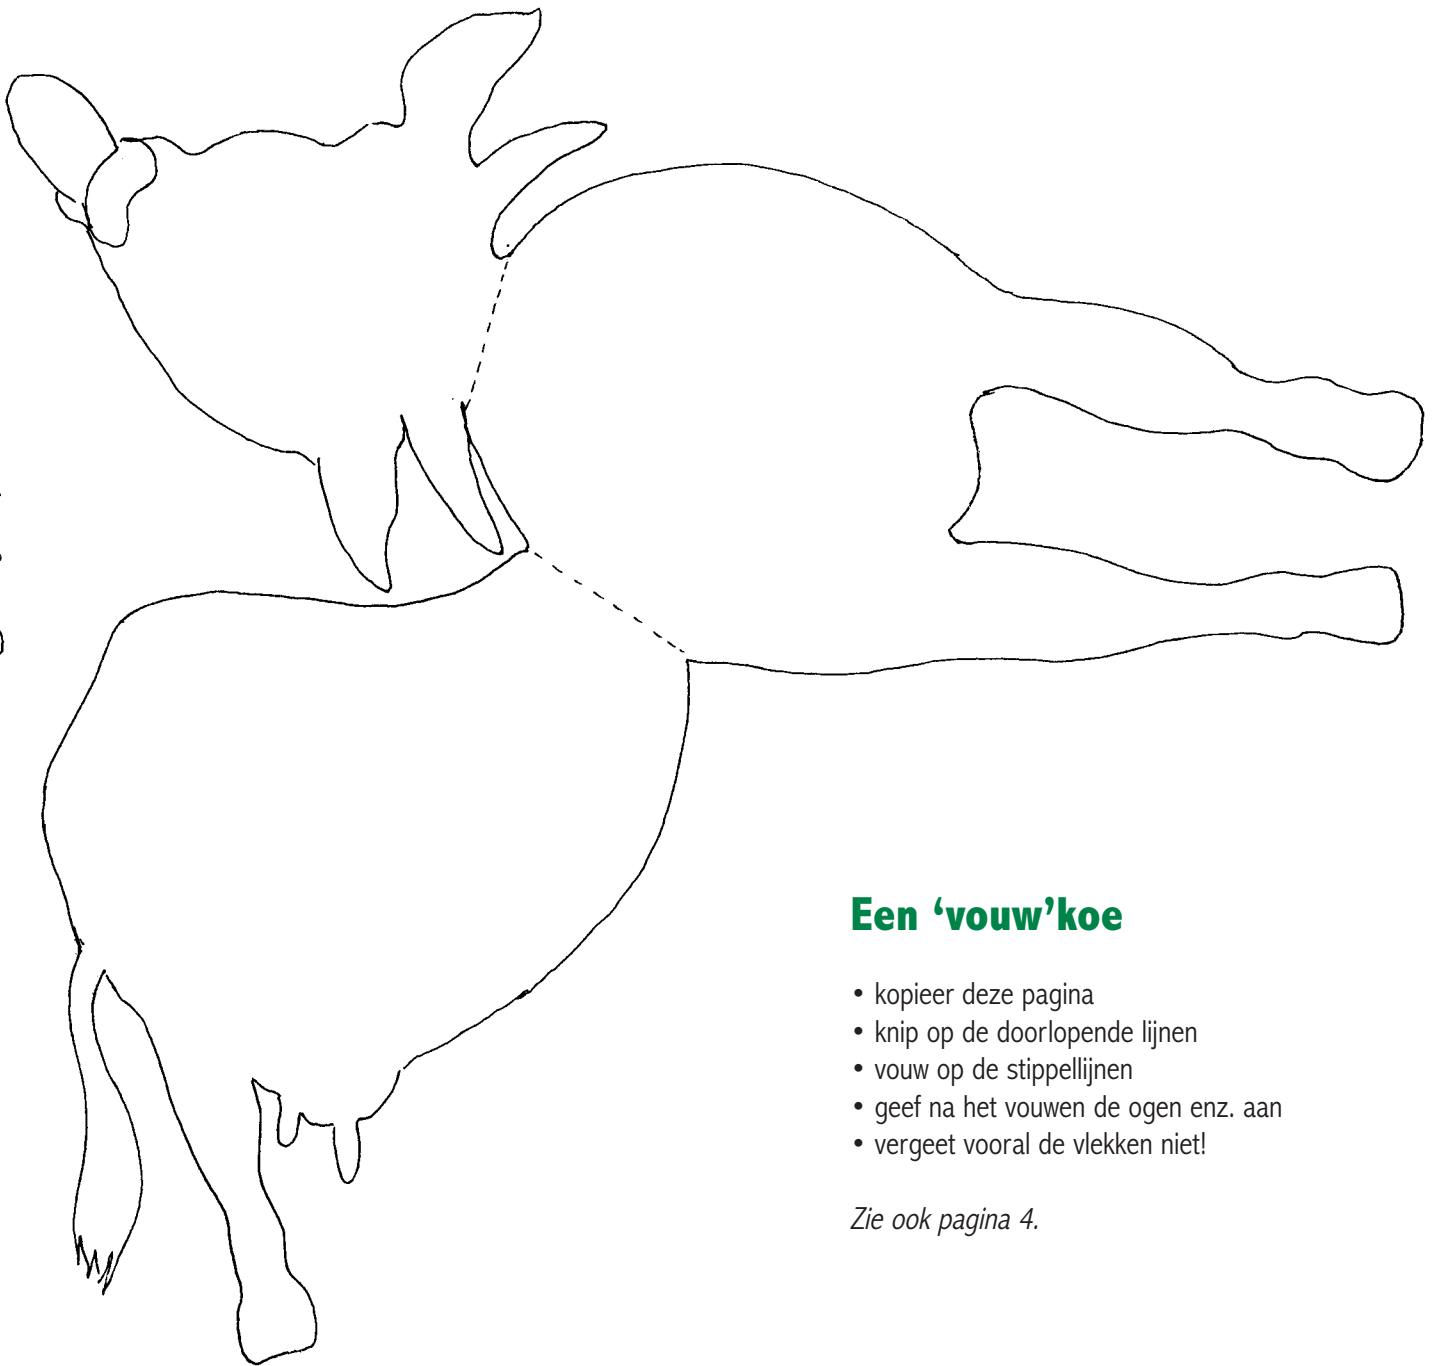 Een ‘vouw’koe
• kopieer deze pagina
• knip op de doorlopende lijnen
• vouw op de stippellijnen
• geef na het vouwen de ogen enz. aan
• vergeet vooral de vlekken niet!
Zie ook pagina 4.